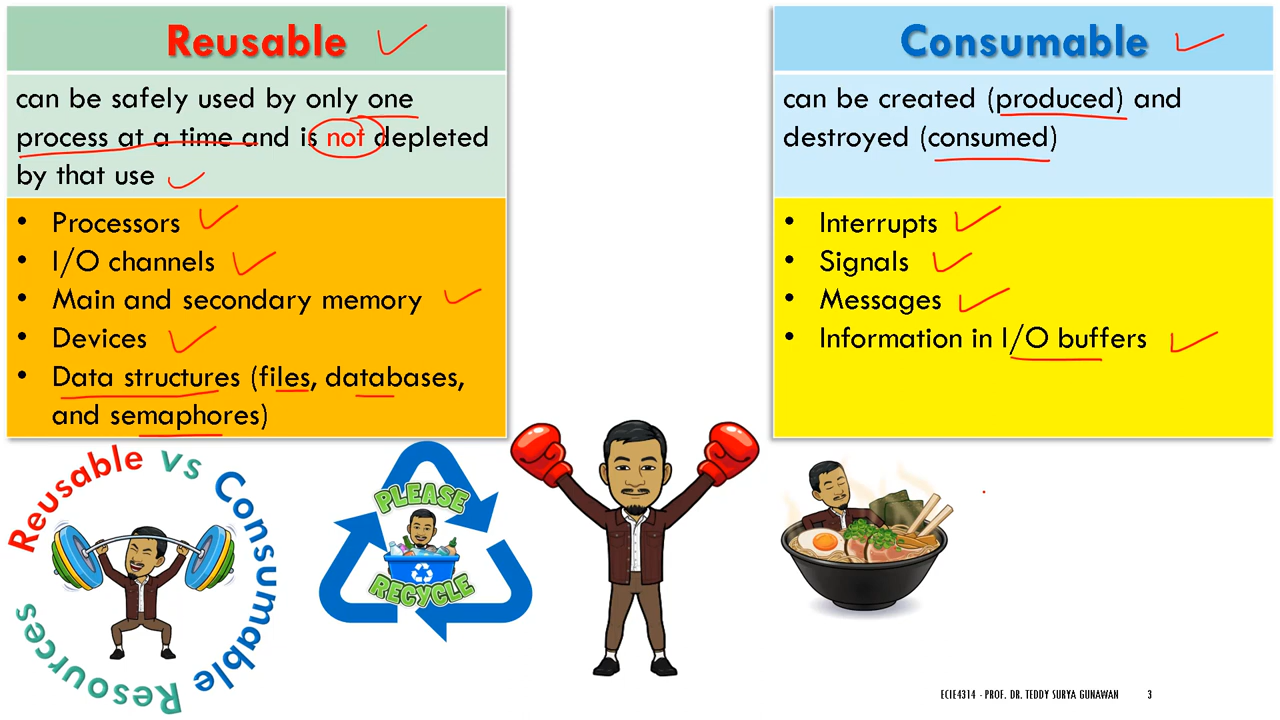 Reusable
can be safely used by only one
process at a time and is not depleted
by that use
• Processors
• I/O channels
• Main and secondary memory
• Devices
• Data structures (files, databases,
and semaphores)
Consumable
can be created (produced) and
destroyed (consumed)
• Interrupts
• Signals
• Messages
• Information in I/O buffers
Reusable vs Consumable Resources
PLEASE
RECYCLE
ECIE4314 - PROF. DR. TEDDY SURYA GUNAWAN
3